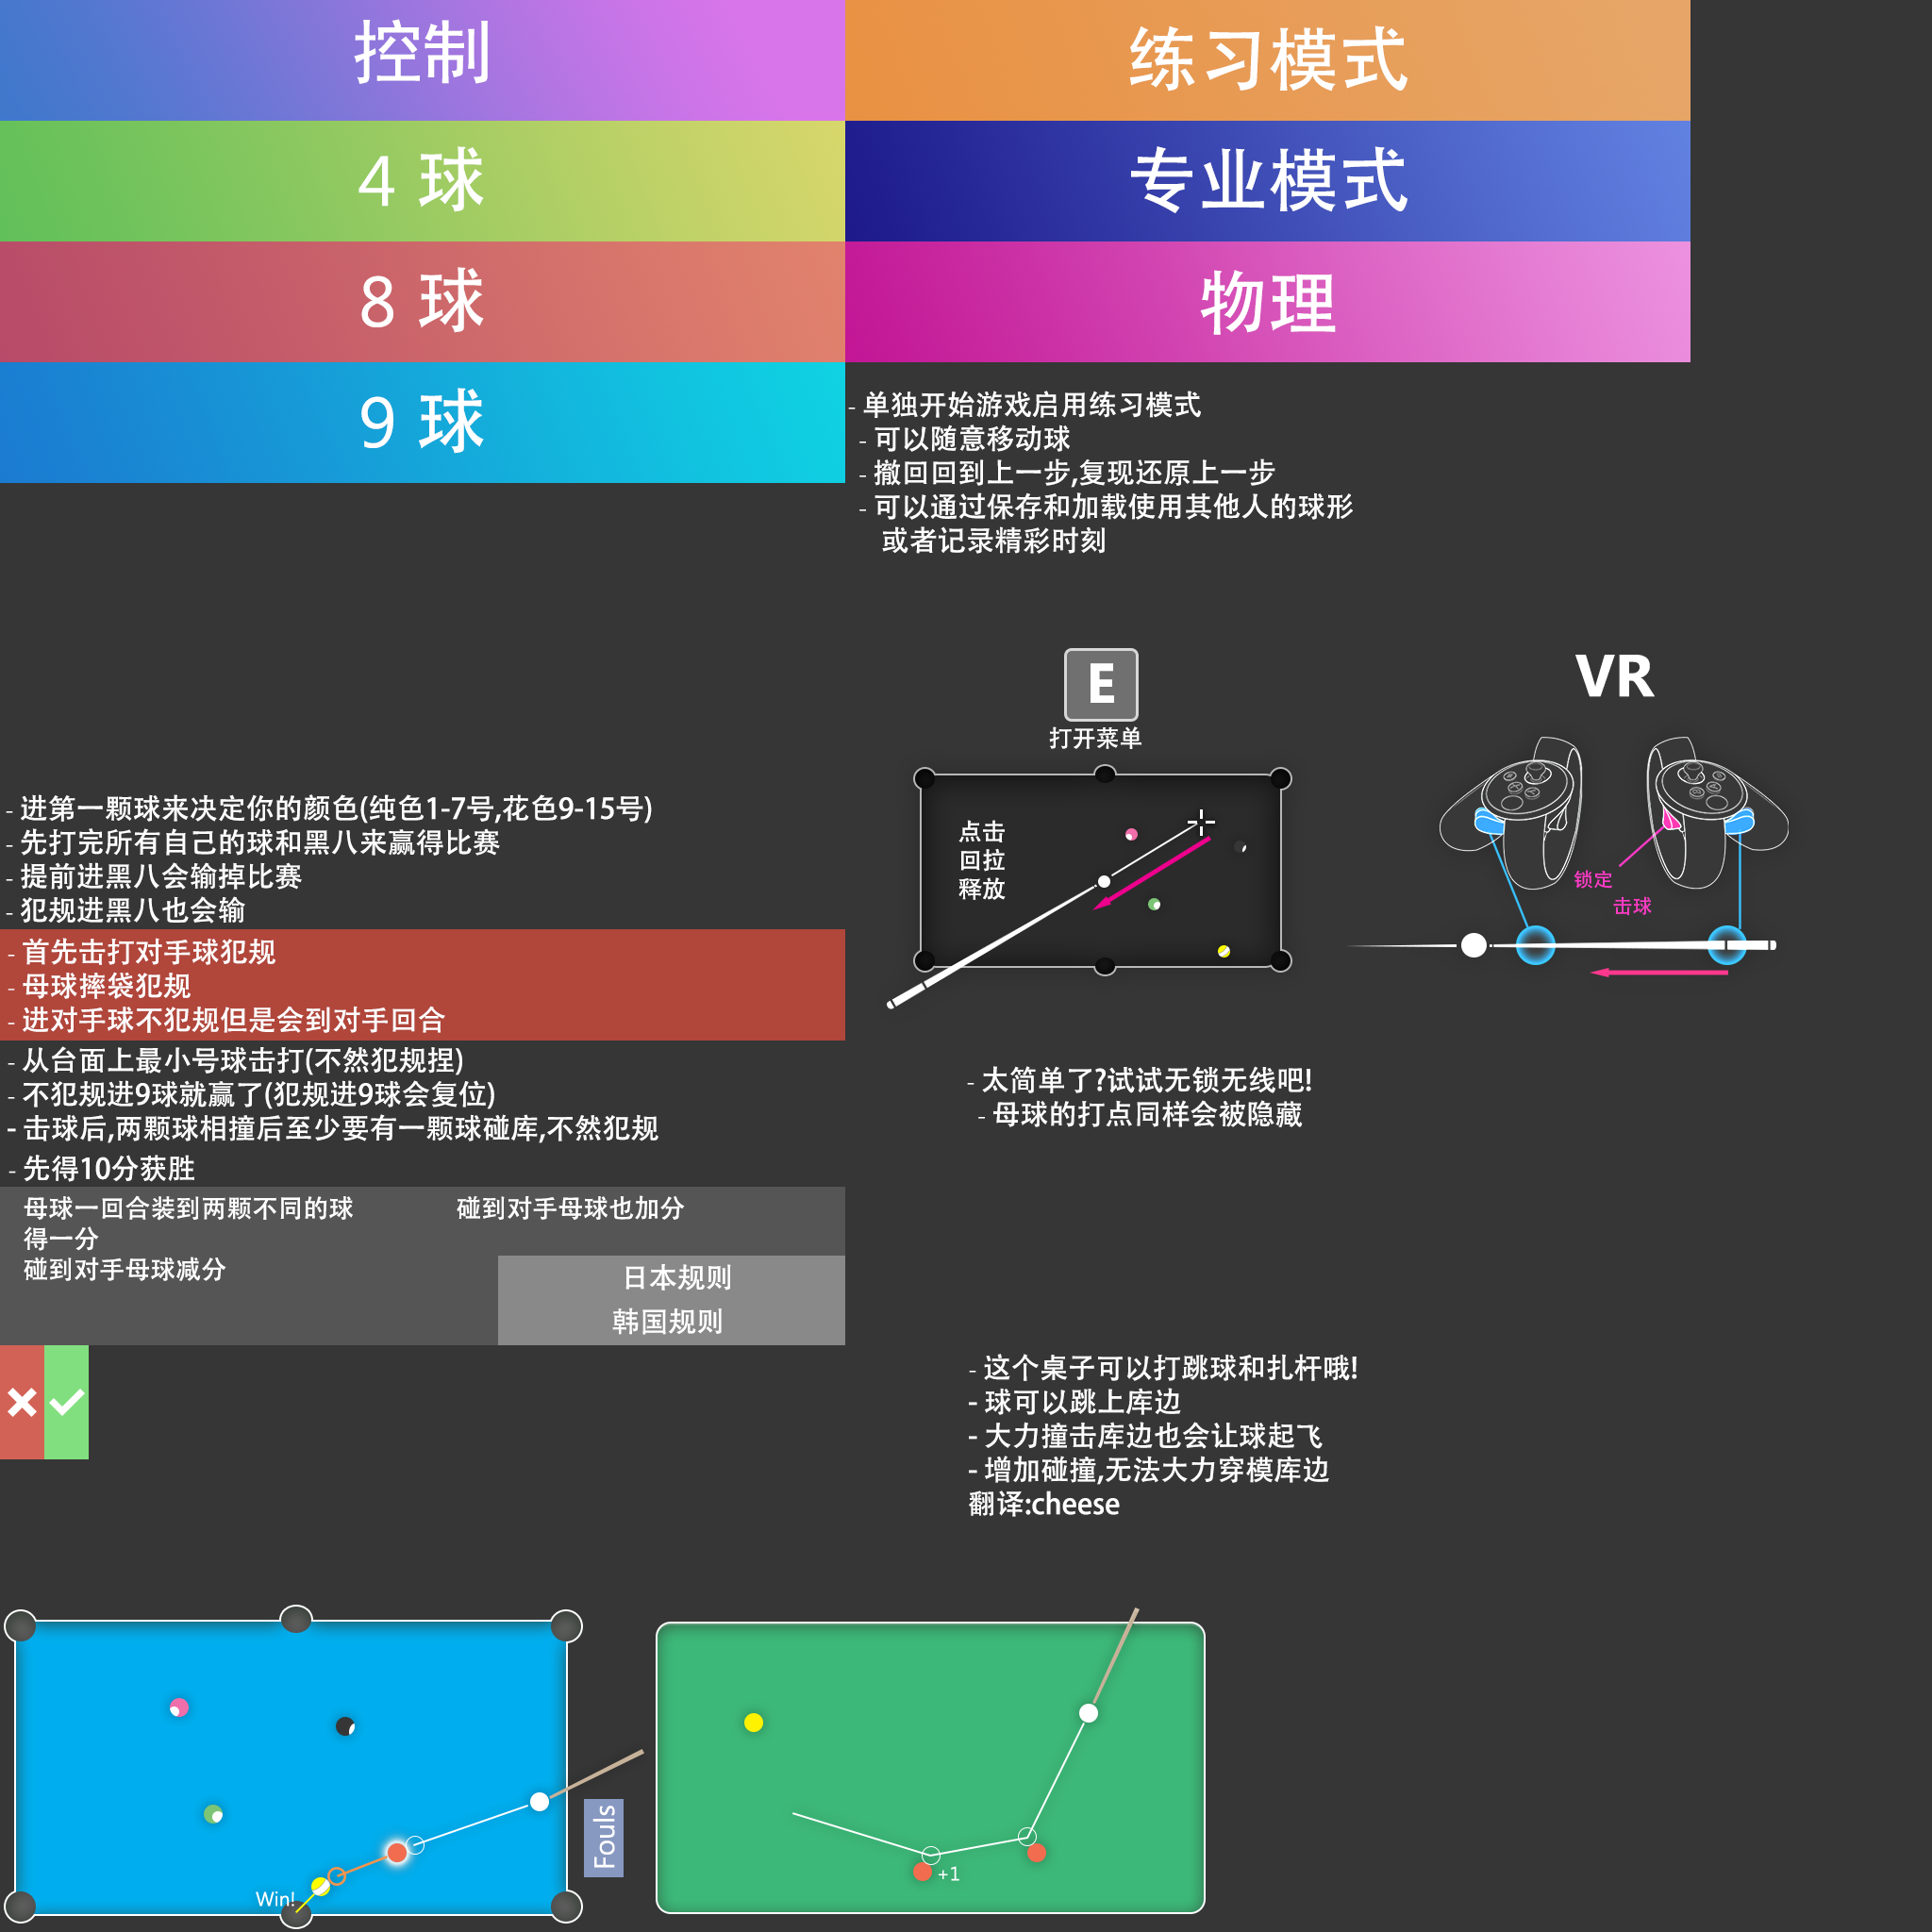 控制
4 球
8 球
9 球
练习模式
专业模式
物理
- 单独开始游戏启用练习模式
- 可以随意移动球
- 撤回回到上一步,复现还原上一步
- 可以通过保存和加载使用其他人的球形
或者记录精彩时刻
E
打开菜单
点击
回拉
释放
VR
锁定
击球
- 进第一颗球来决定你的颜色(纯色1-7号,花色9-15号)
- 先打完所有自己的球和黑八来赢得比赛
- 提前进黑八会输掉比赛
- 犯规进黑八也会输
- 首先击打对手球犯规
- 母球摔袋犯规
- 进对手球不犯规但是会到对手回合
- 从台面上最小号球击打(不然犯规捏)
- 不犯规进9球就赢了(犯规进9球会复位)
- 击球后,两颗球相撞后至少要有一颗球碰库,不然犯规
- 先得10分获胜
母球一回合装到两颗不同的球
得一分
碰到对手母球减分
碰到对手母球也加分
日本规则
韩国规则
- 太简单了?试试无锁无线吧!
- 母球的打点同样会被隐藏
- 这个桌子可以打跳球和扎杆哦!
- 球可以跳上库边
- 大力撞击库边也会让球起飞
- 增加碰撞,无法大力穿模库边
翻译:cheese
Win!
Fouls
+1